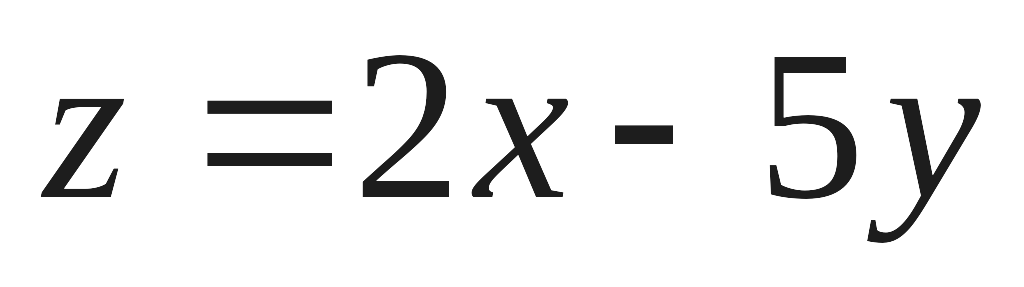 z =2x- 5y